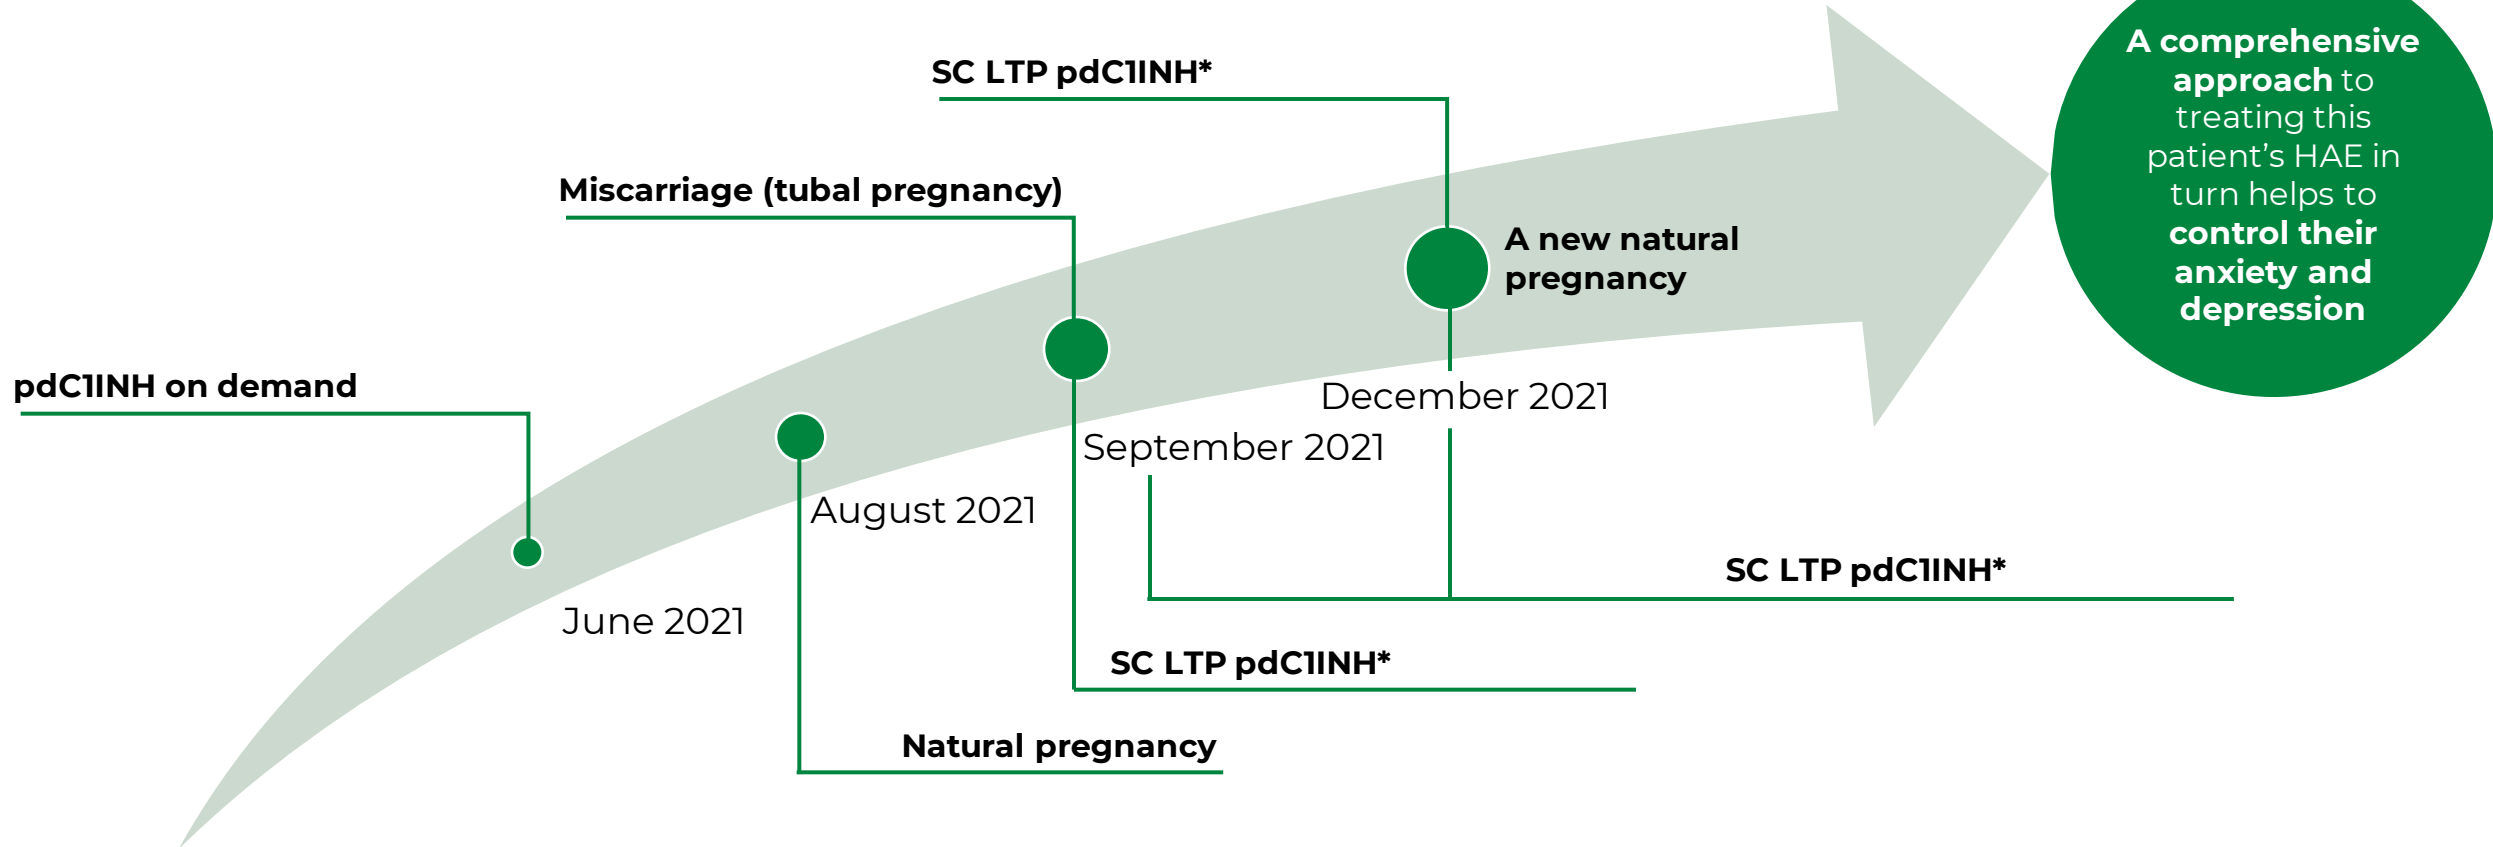 A comprehensive
approach to
treating this
patient’s HAE in
turn helps to
control their
anxiety and
depression
SC LTP pdC1INH*
Miscarriage (tubal pregnancy)
A new natural
pregnancy
pdC1INH on demand
December 2021
September 2021
August 2021
June 2021
SC LTP pdC1INH*
SC LTP pdC1INH*
Natural pregnancy